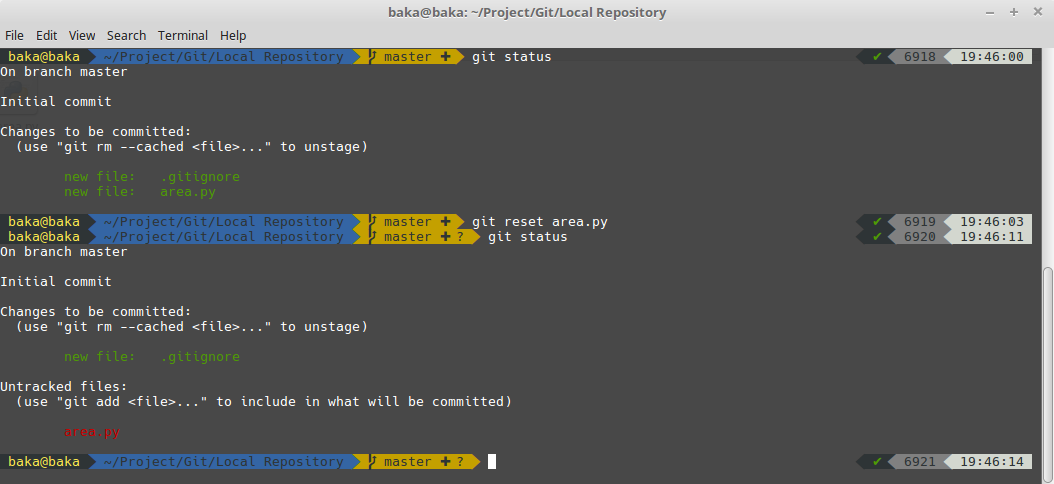 baka@baka: ~/Project/Git/Local Repository
File Edit View Search Terminal Help
baka@baka ~/Project/Git/Local Repository master ✚ git status ✔ 6918 19:46:00
On branch master
Initial commit
Changes to be committed:
(use "git rm --cached <file>..." to unstage)
new file: .gitignore
new file: area.py
baka@baka ~/Project/Git/Local Repository master ✚ git reset area.py ✔ 6919 19:46:03
baka@baka ~/Project/Git/Local Repository master ✚ ? git status ✔ 6920 19:46:11
On branch master
Initial commit
Changes to be committed:
(use "git rm --cached <file>..." to unstage)
new file: .gitignore
Untracked files:
(use "git add <file>..." to include in what will be committed)
area.py
baka@baka ~/Project/Git/Local Repository master ✚ ? ✔ 6921 19:46:14